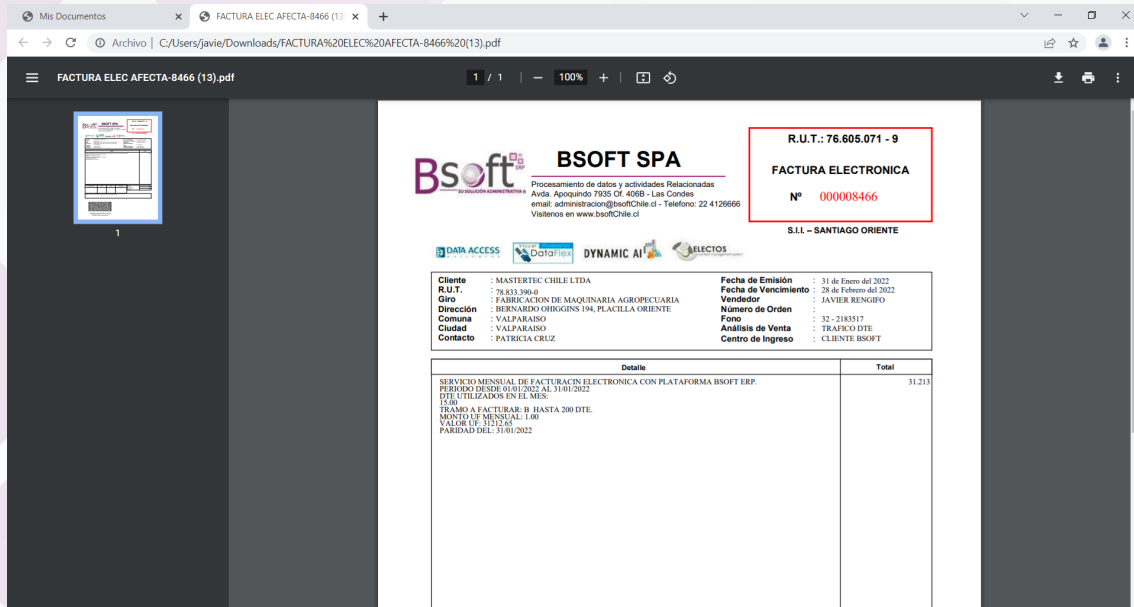 Mis Documentos
FACTURA ELEC AFECTA-8466 (13
Archivo | C:/Users/javie/Downloads/FACTURA%20ELEC%20AFECTA-8466%20(13).pdf
FACTURA ELEC AFECTA-8466 (13).pdf
1 / 1
100%
1
Bsoft ERP
SU SOLUCIÓN ADMINISTRATIVA
BSOFT SPA
Procesamiento de datos y actividades Relacionadas
Avda. Apoquindo 7935 Of. 406B - Las Condes
email: administracion@bsoftChile.cl - Telefono: 22 4126666
Visitenos en www.bsoftChile.cl
R.U.T.: 76.605.071 - 9
FACTURA ELECTRONICA
Nº 000008466
S.I.I. – SANTIAGO ORIENTE
DATA ACCESS
Visual DataFlex
DYNAMIC AI
ELECTOS
Cliente : MASTERTEC CHILE LTDA
R.U.T. : 78.833.390-0
Giro : FABRICACION DE MAQUINARIA AGROPECUARIA
Dirección : BERNARDO OHIGGINS 194, PLACILLA ORIENTE
Comuna : VALPARAISO
Ciudad : VALPARAISO
Contacto : PATRICIA CRUZ
Fecha de Emisión : 31 de Enero del 2022
Fecha de Vencimiento : 28 de Febrero del 2022
Vendedor : JAVIER RENGIFO
Número de Orden :
Fono : 32 - 2183517
Análisis de Venta : TRAFICO DTE
Centro de Ingreso : CLIENTE BSOFT
Detalle Total
SERVICIO MENSUAL DE FACTURACIN ELECTRONICA CON PLATAFORMA BSOFT ERP. 31.213
PERIODO DESDE 01/01/2022 AL 31/01/2022
DTE UTILIZADOS EN EL MES:
15.00
TRAMO A FACTURAR: B HASTA 200 DTE.
MONTO UF MENSUAL: 1.00
VALOR UF: 31212.65
PARIDAD DEL: 31/01/2022